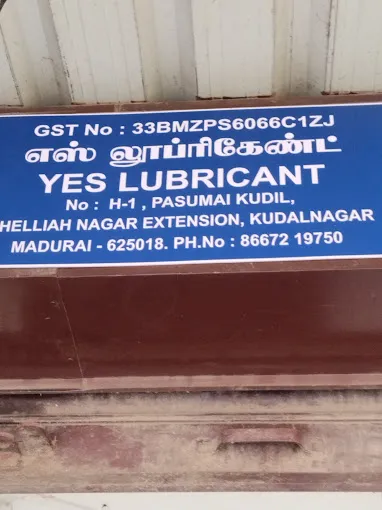 GST No : 33BMZPS6066C1ZJ
எஸ் லூப்ரிகேண்ட்
YES LUBRICANT
No : H-1 , PASUMAI KUDIL,
HELLIAH NAGAR EXTENSION, KUDALNAGAR
MADURAI - 625018. PH.No : 86672 19750